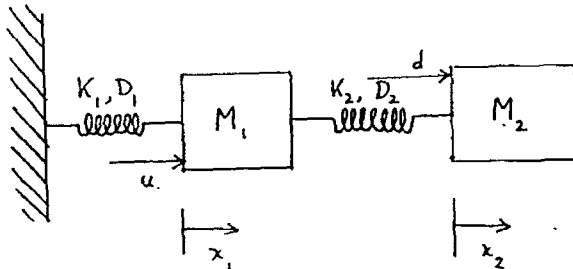 d
K₁, D₁
K₂, D₂
M₁
M₂
u.
x₁
x₂